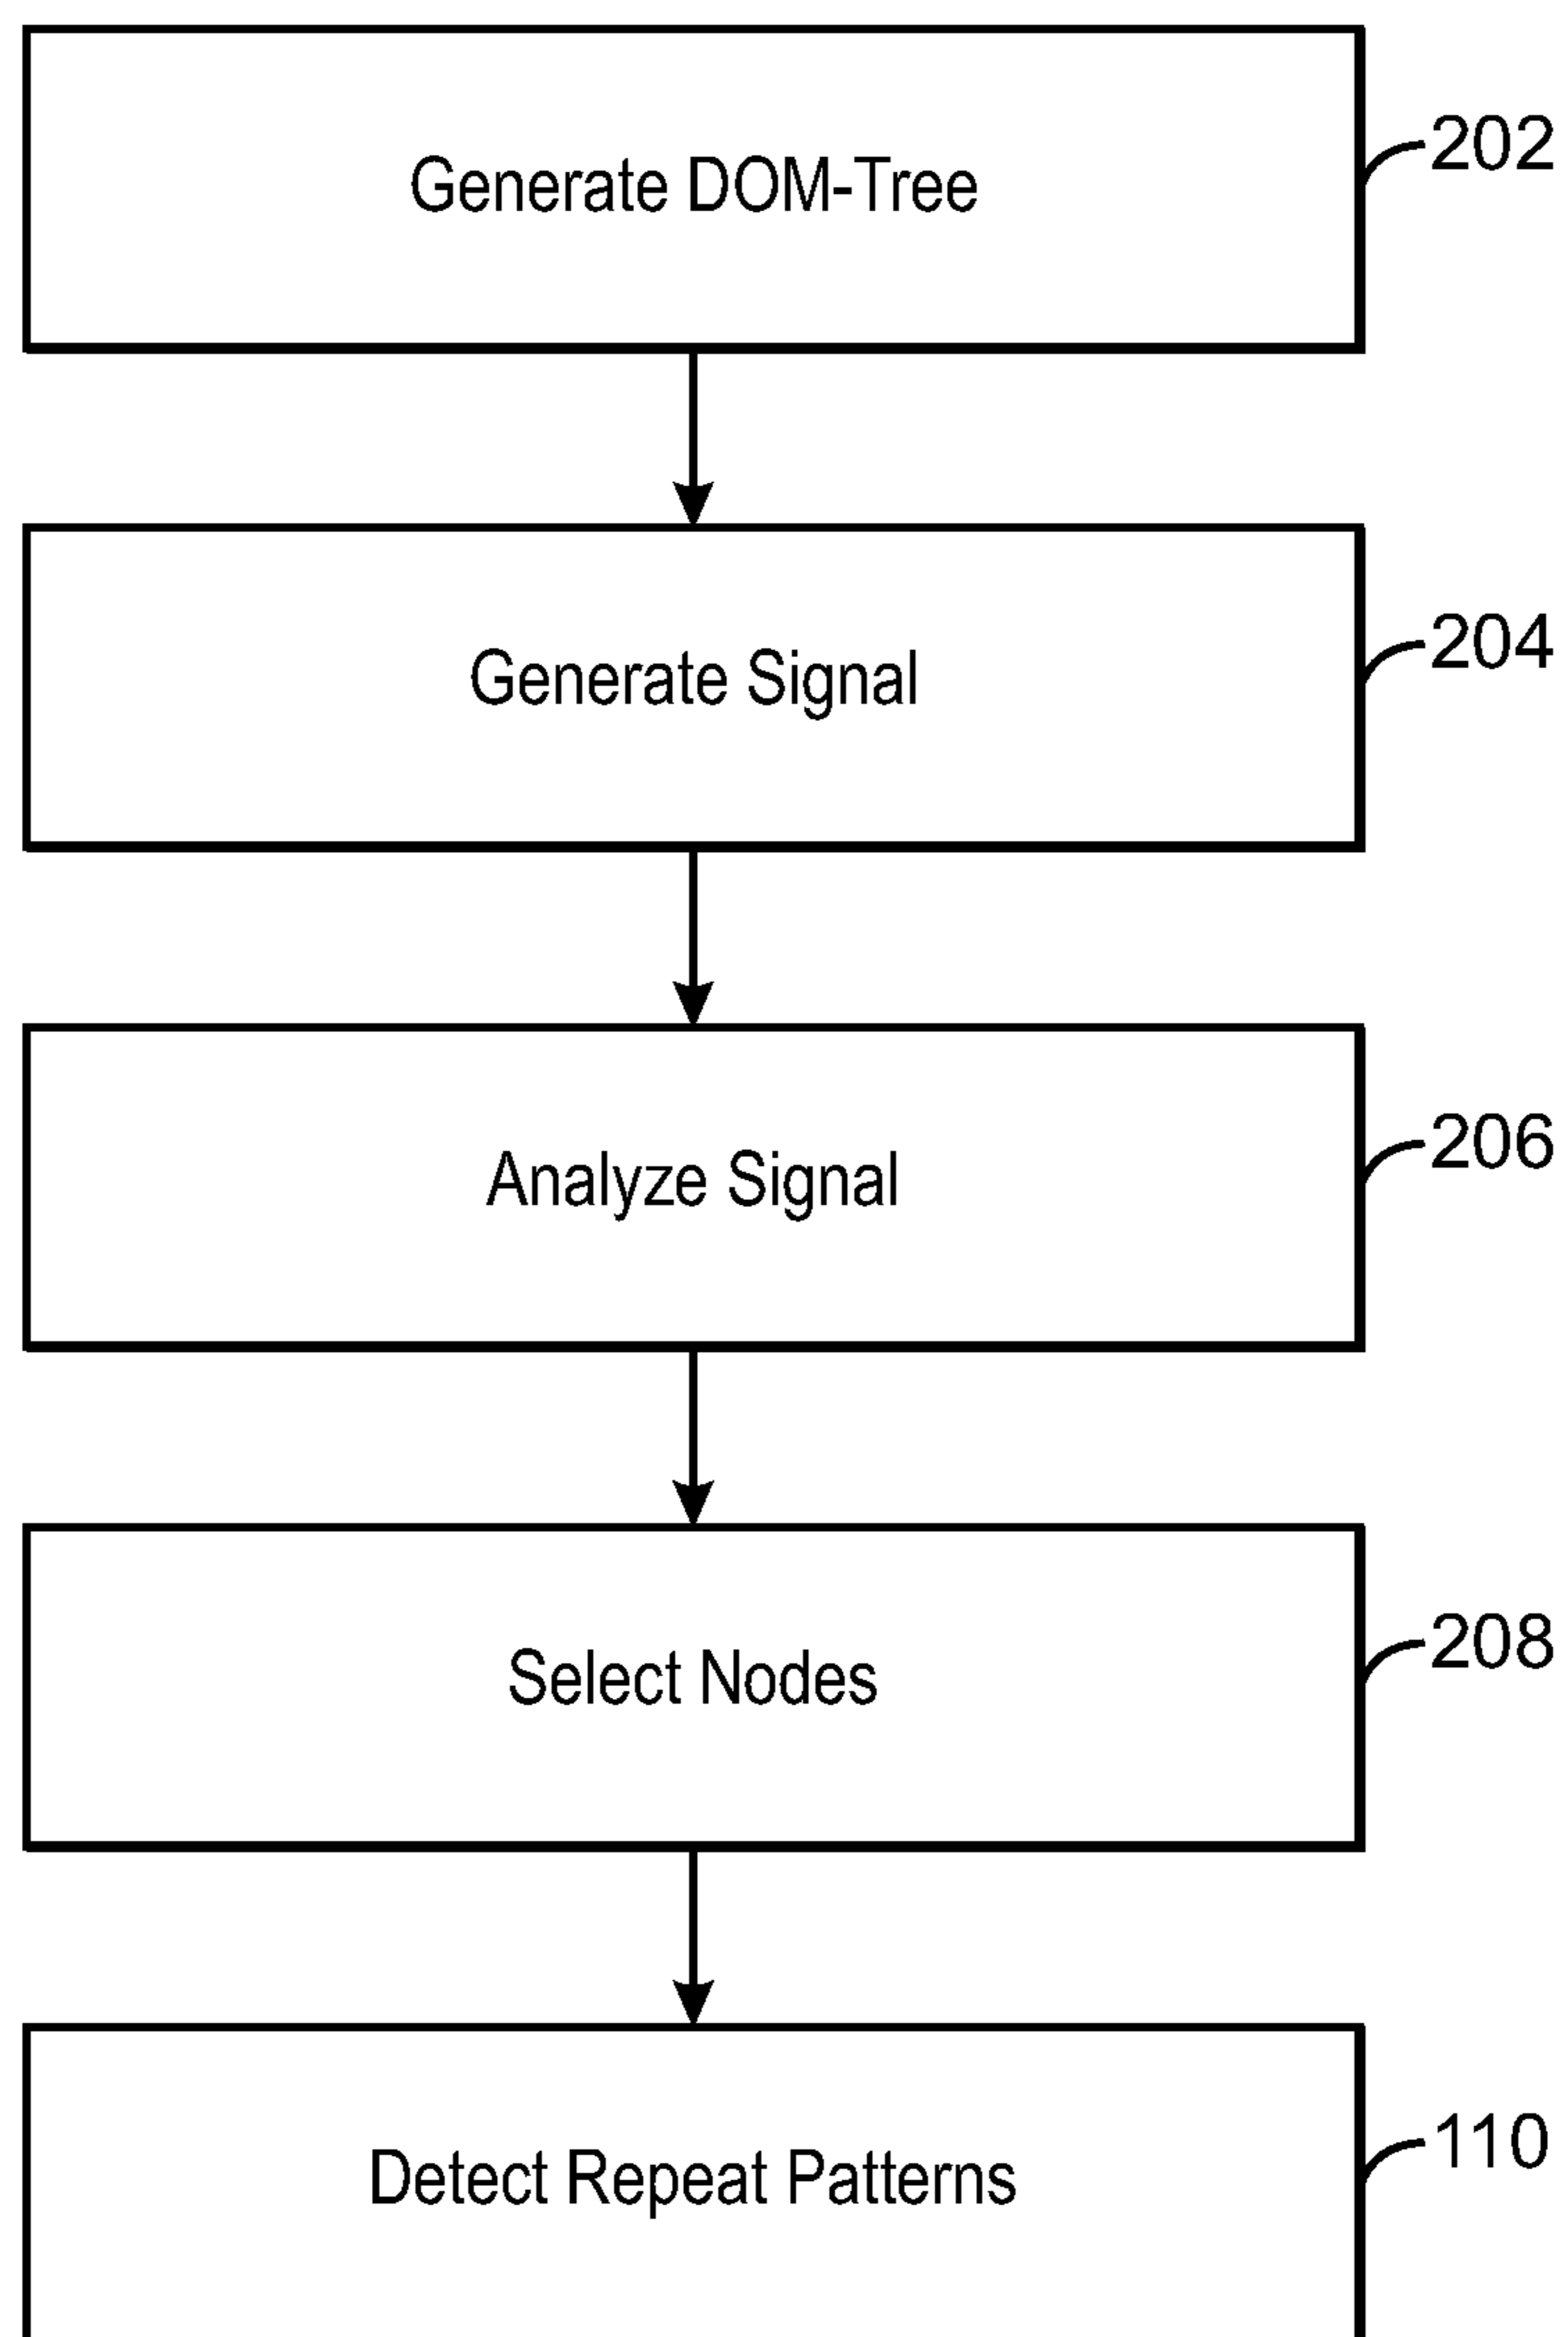 Generate DOM-Tree
202
Generate Signal
204
Analyze Signal
206
Select Nodes
208
Detect Repeat Patterns
110